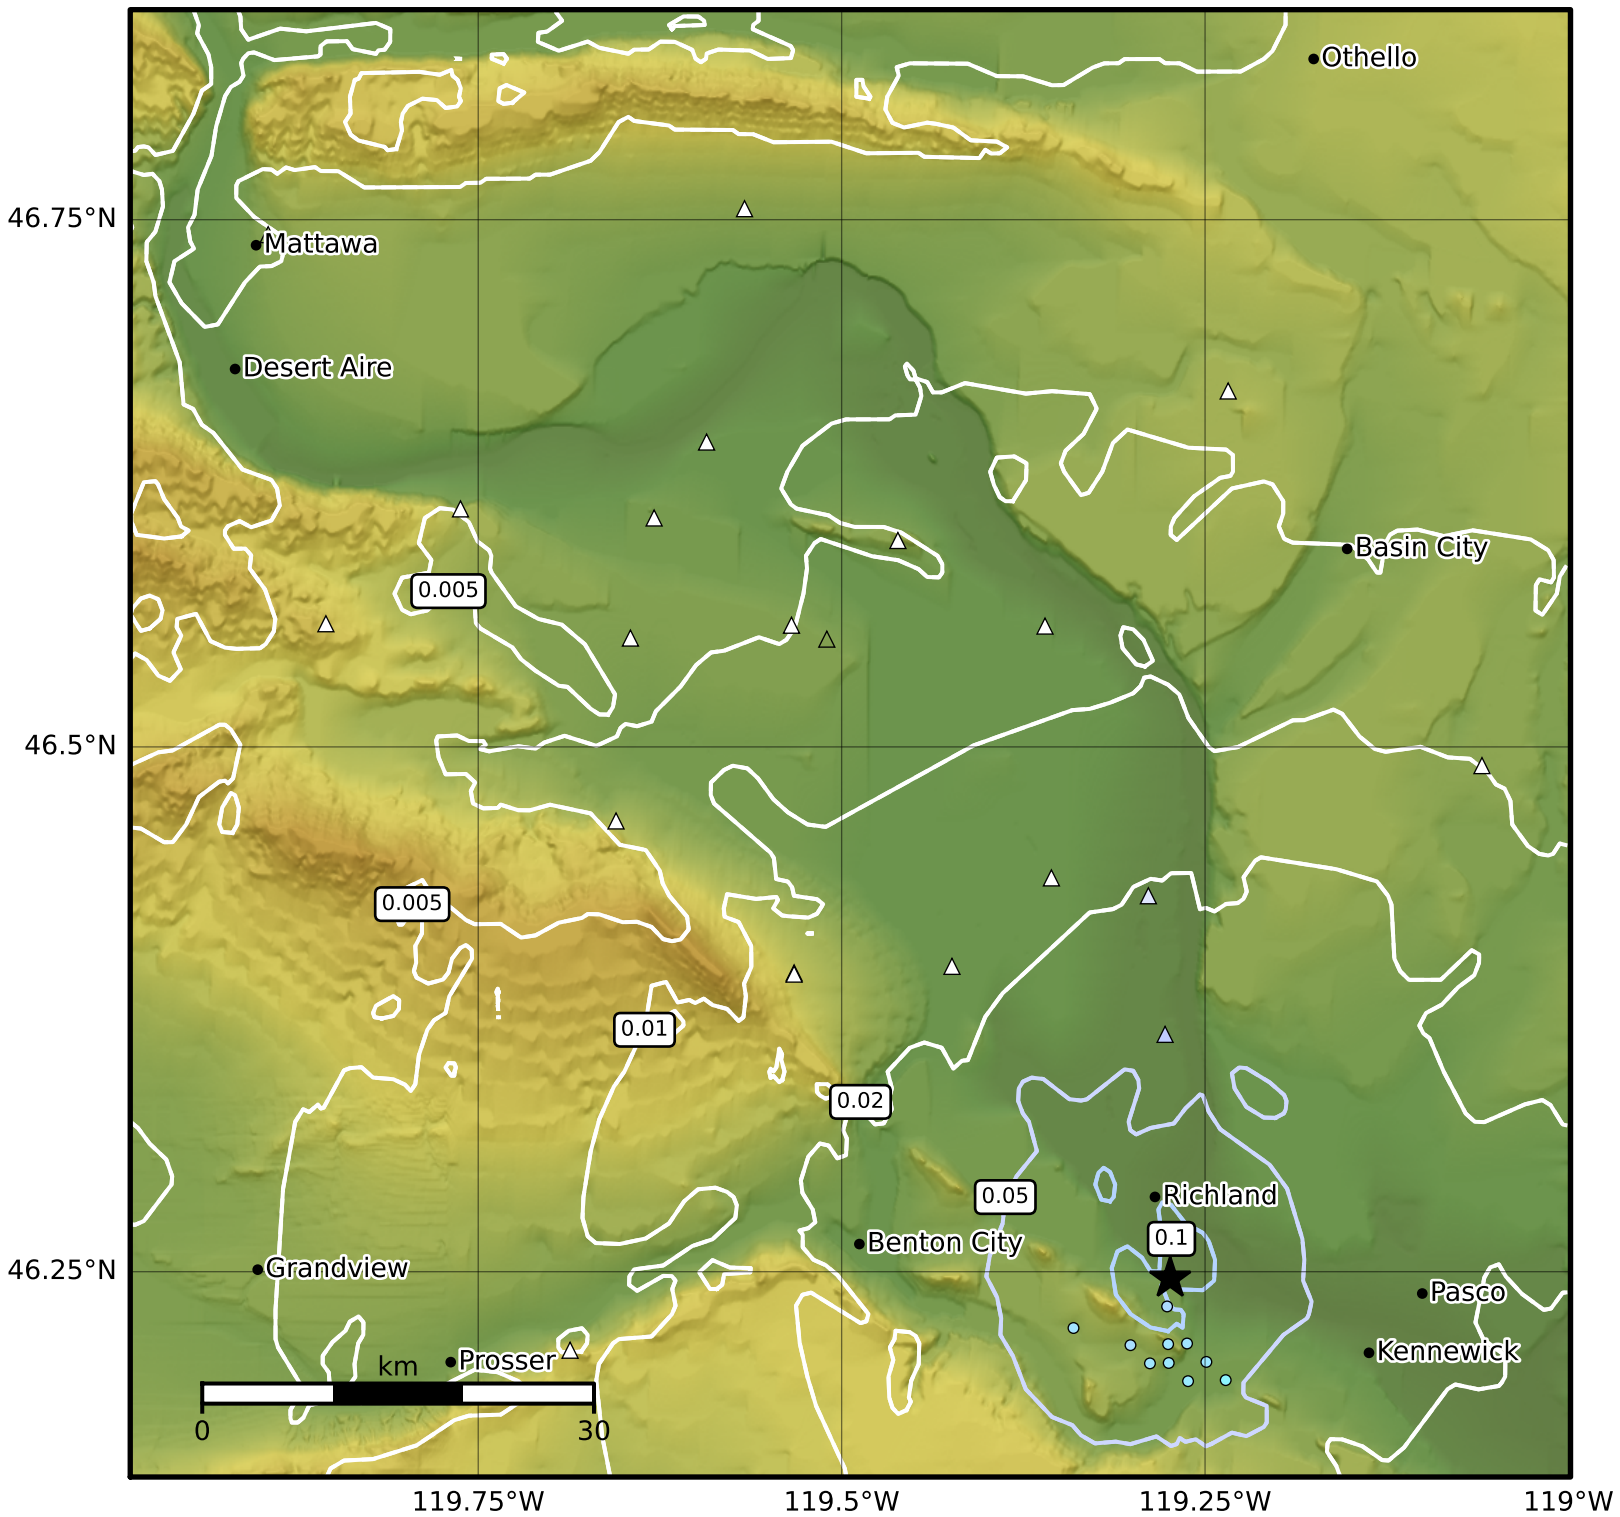 Othello
46.75°N
Mattawa
Desert Aire
Basin City
0.005
46.5°N
0.005
0.01
0.02
0.05
Richland
0.1
Benton City
46.25°N
Grandview
Pasco
Kennewick
Prosser
km
0
30
119.75°W
119.5°W
119.25°W
119°W